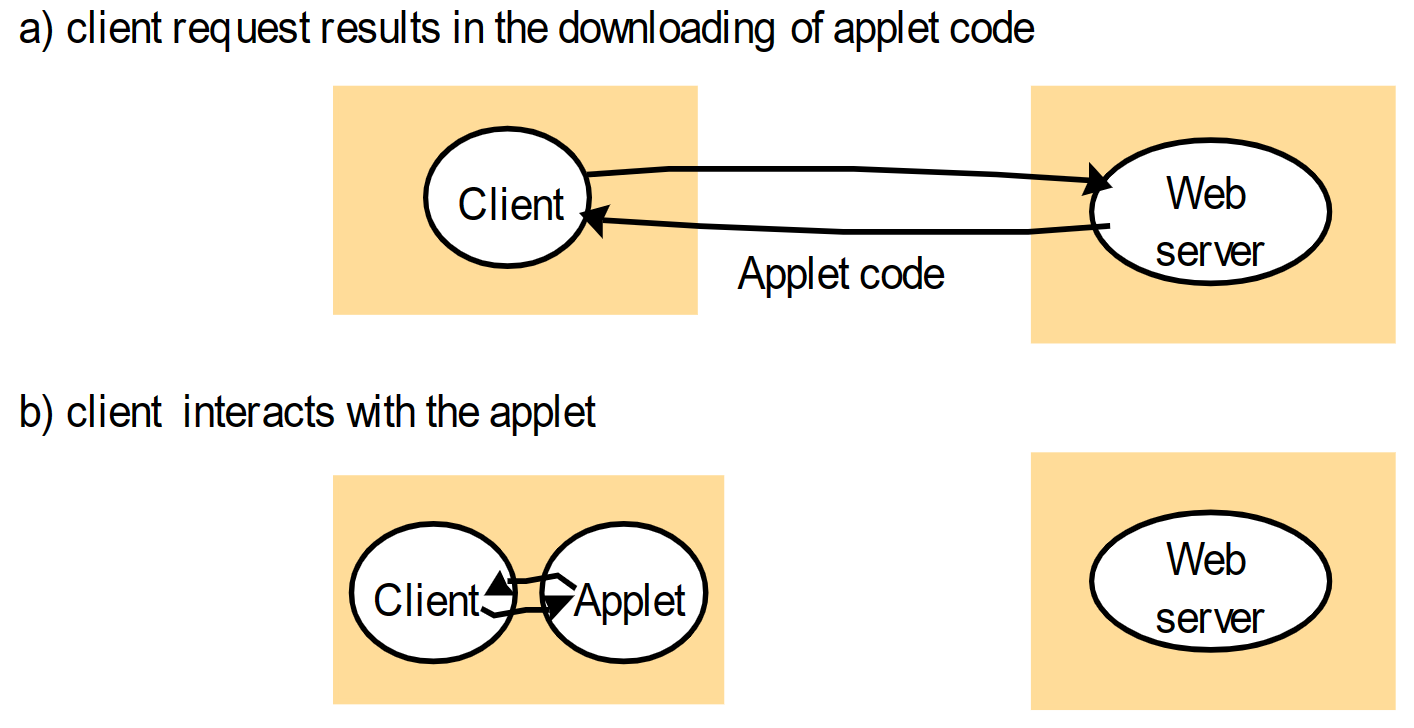 a) client request results in the downloading of applet code
Client
Web
server
Applet code
b) client interacts with the applet
Client
Applet
Web
server